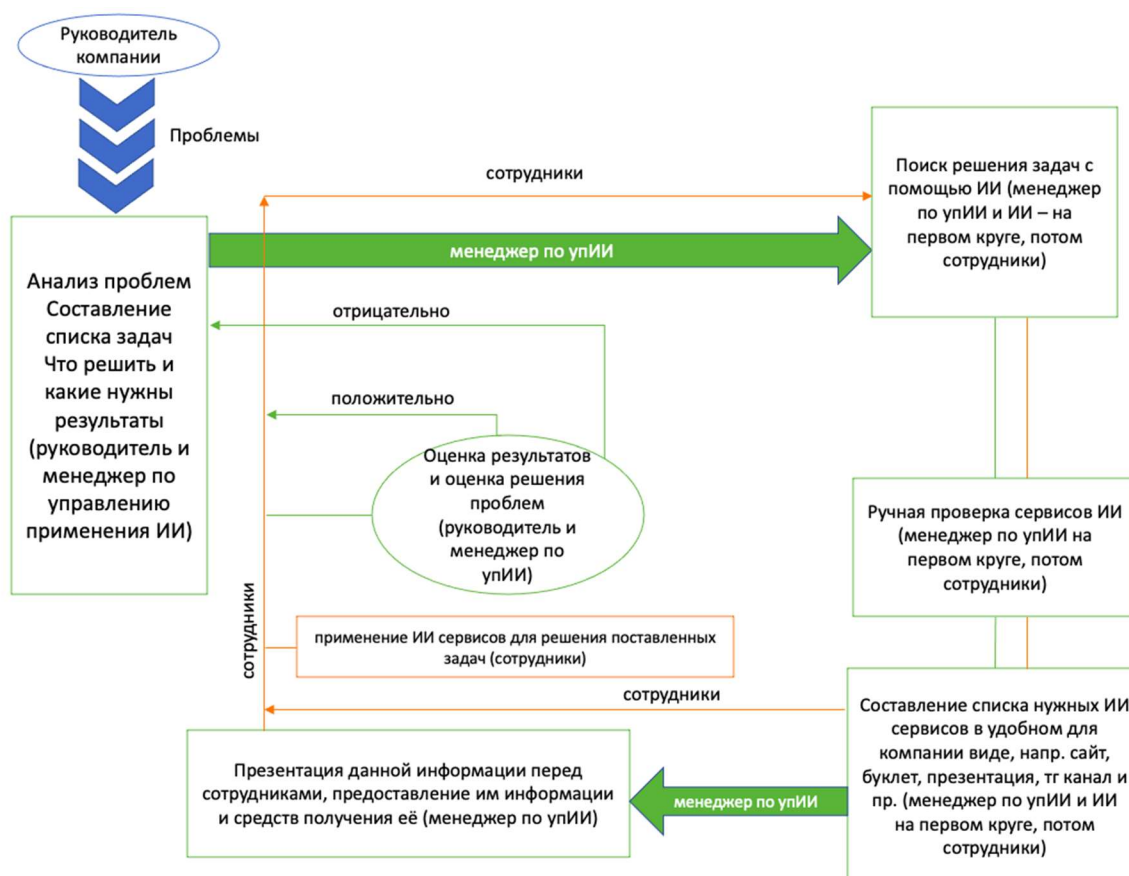 Руководитель
компании
Проблемы
сотрудники
Поиск решения задач с
помощью ИИ (менеджер
по упИИ и ИИ – на
первом круге, потом
сотрудники)
менеджер по упИИ
Анализ проблем
Составление
списка задач
Что решить и
какие нужны
результаты
(руководитель и
менеджер по
управлению
применения ИИ)
отрицательно
положительно
Оценка результатов
и оценка решения
проблем
(руководитель и
менеджер по
упИИ)
Ручная проверка сервисов ИИ
(менеджер по упИИ на
первом круге, потом
сотрудники)
сотрудники
применение ИИ сервисов для решения поставленных
задач (сотрудники)
сотрудники
Составление списка нужных ИИ
сервисов в удобном для
компании виде, напр. сайт,
буклет, презентация, тг канал и
пр. (менеджер по упИИ и ИИ
на первом круге, потом
сотрудники)
менеджер по упИИ
Презентация данной информации перед
сотрудниками, предоставление им информации
и средств получения её (менеджер по упИИ)